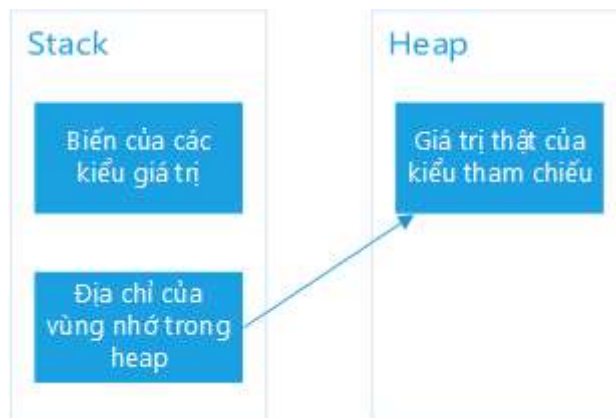 Stack
Heap
Biến của các
kiểu giá trị
Giá trị thật của
kiểu tham chiếu
Địa chỉ của
vùng nhớ trong
heap